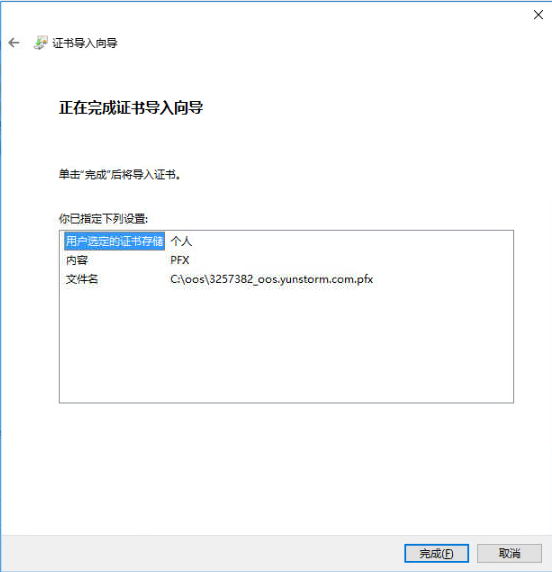 证书导入向导
正在完成证书导入向导
单击“完成”后将导入证书。
你已指定下列设置:
用户选定的证书存储 个人
内容 PFX
文件名 C:\oos\3257382_oos.yunstorm.com.pfx
完成(F) 取消